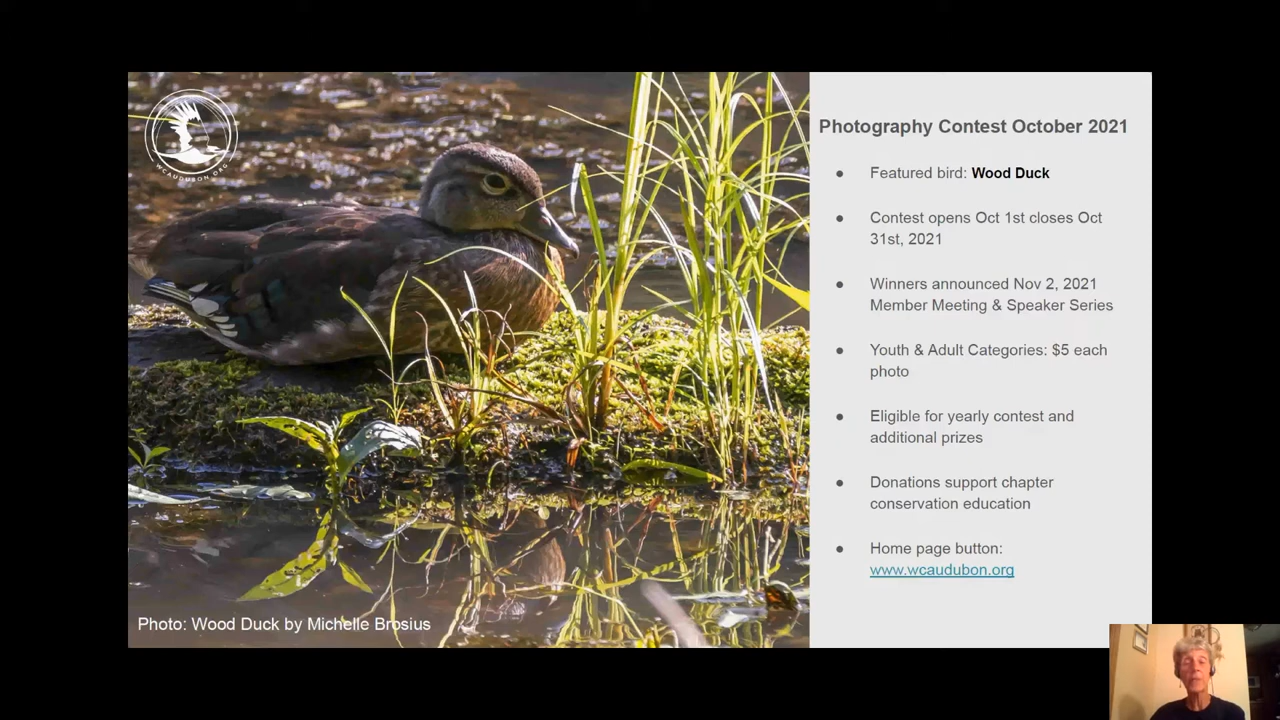 WCAUDUBON.ORG
Photography Contest October 2021
● Featured bird: Wood Duck
● Contest opens Oct 1st closes Oct
31st, 2021
● Winners announced Nov 2, 2021
Member Meeting & Speaker Series
● Youth & Adult Categories: $5 each
photo
● Eligible for yearly contest and
additional prizes
● Donations support chapter
conservation education
● Home page button:
www.wcaudubon.org
Photo: Wood Duck by Michelle Brosius